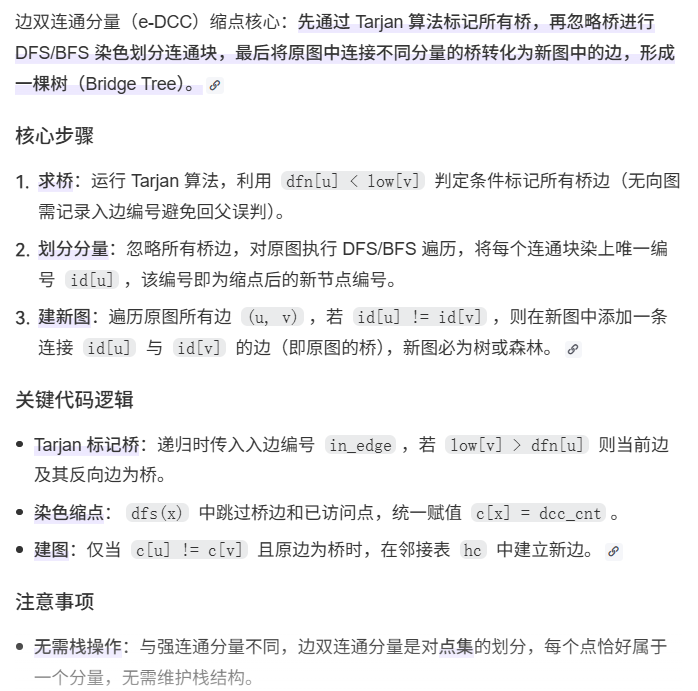 边双连通分量（e-DCC）缩点核心：先通过 Tarjan 算法标记所有桥，再忽略桥进行
DFS/BFS 染色划分连通块，最后将原图中连接不同分量的桥转化为新图中的边，形成
一棵树（Bridge Tree）。
核心步骤
1. 求桥：运行 Tarjan 算法，利用 dfn[u] < low[v] 判定条件标记所有桥边（无向图
需记录入边编号避免回父误判）。
2. 划分分量：忽略所有桥边，对原图执行 DFS/BFS 遍历，将每个连通块染上唯一编
号 id[u] ，该编号即为缩点后的新节点编号。
3. 建新图：遍历原图所有边 (u, v) ，若 id[u] != id[v] ，则在新图中添加一条
连接 id[u] 与 id[v] 的边（即原图的桥），新图必为树或森林。
关键代码逻辑
• Tarjan 标记桥：递归时传入入边编号 in_edge ，若 low[v] > dfn[u] 则当前边
及其反向边为桥。
• 染色缩点： dfs(x) 中跳过桥边和已访问点，统一赋值 c[x] = dcc_cnt 。
• 建图：仅当 c[u] != c[v] 且原边为桥时，在邻接表 hc 中建立新边。
注意事项
• 无需栈操作：与强连通分量不同，边双连通分量是对点集的划分，每个点恰好属于
一个分量，无需维护栈结构。